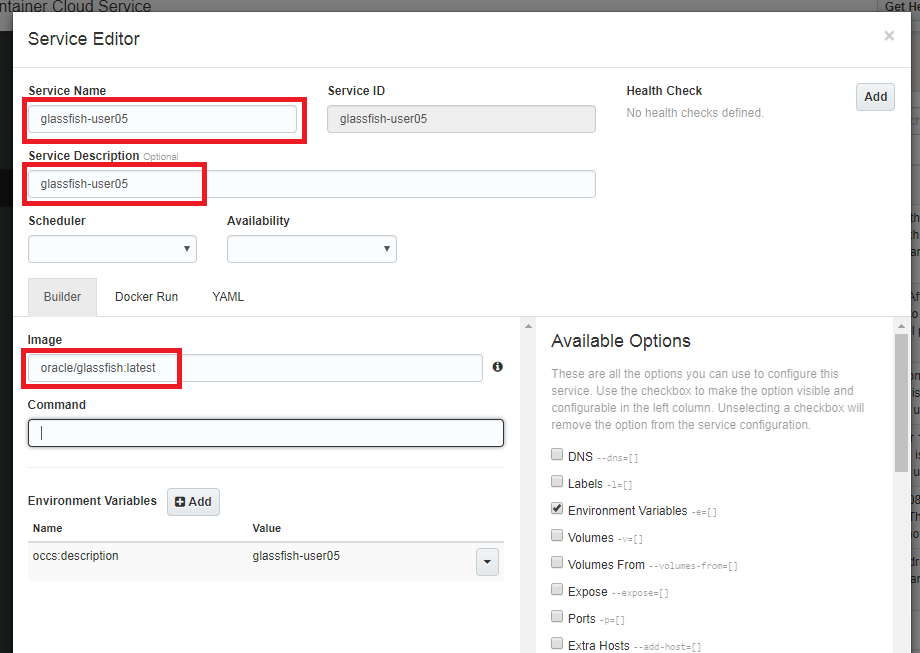 ntainer Cloud Service
Get He
Service Editor
×
Service Name
Service ID
Health Check
Add
glassfish-user05
glassfish-user05
No health checks defined.
Service Description Optional
glassfish-user05
Scheduler
Availability
Builder
Docker Run
YAML
Image
oracle/glassfish:latest
Command
Environment Variables
Add
Name
Value
occs:description
glassfish-user05
Available Options
These are all the options you can use to configure this
service. Use the checkbox to make the option visible and
configurable in the left column. Unselecting a checkbox will
remove the option from the service configuration.
DNS --dns=[]
Labels -l=[]
Environment Variables -e=[]
Volumes -v=[]
Volumes From --volumes-from=[]
Expose --expose=[]
Ports -p=[]
Extra Hosts --add-host=[]